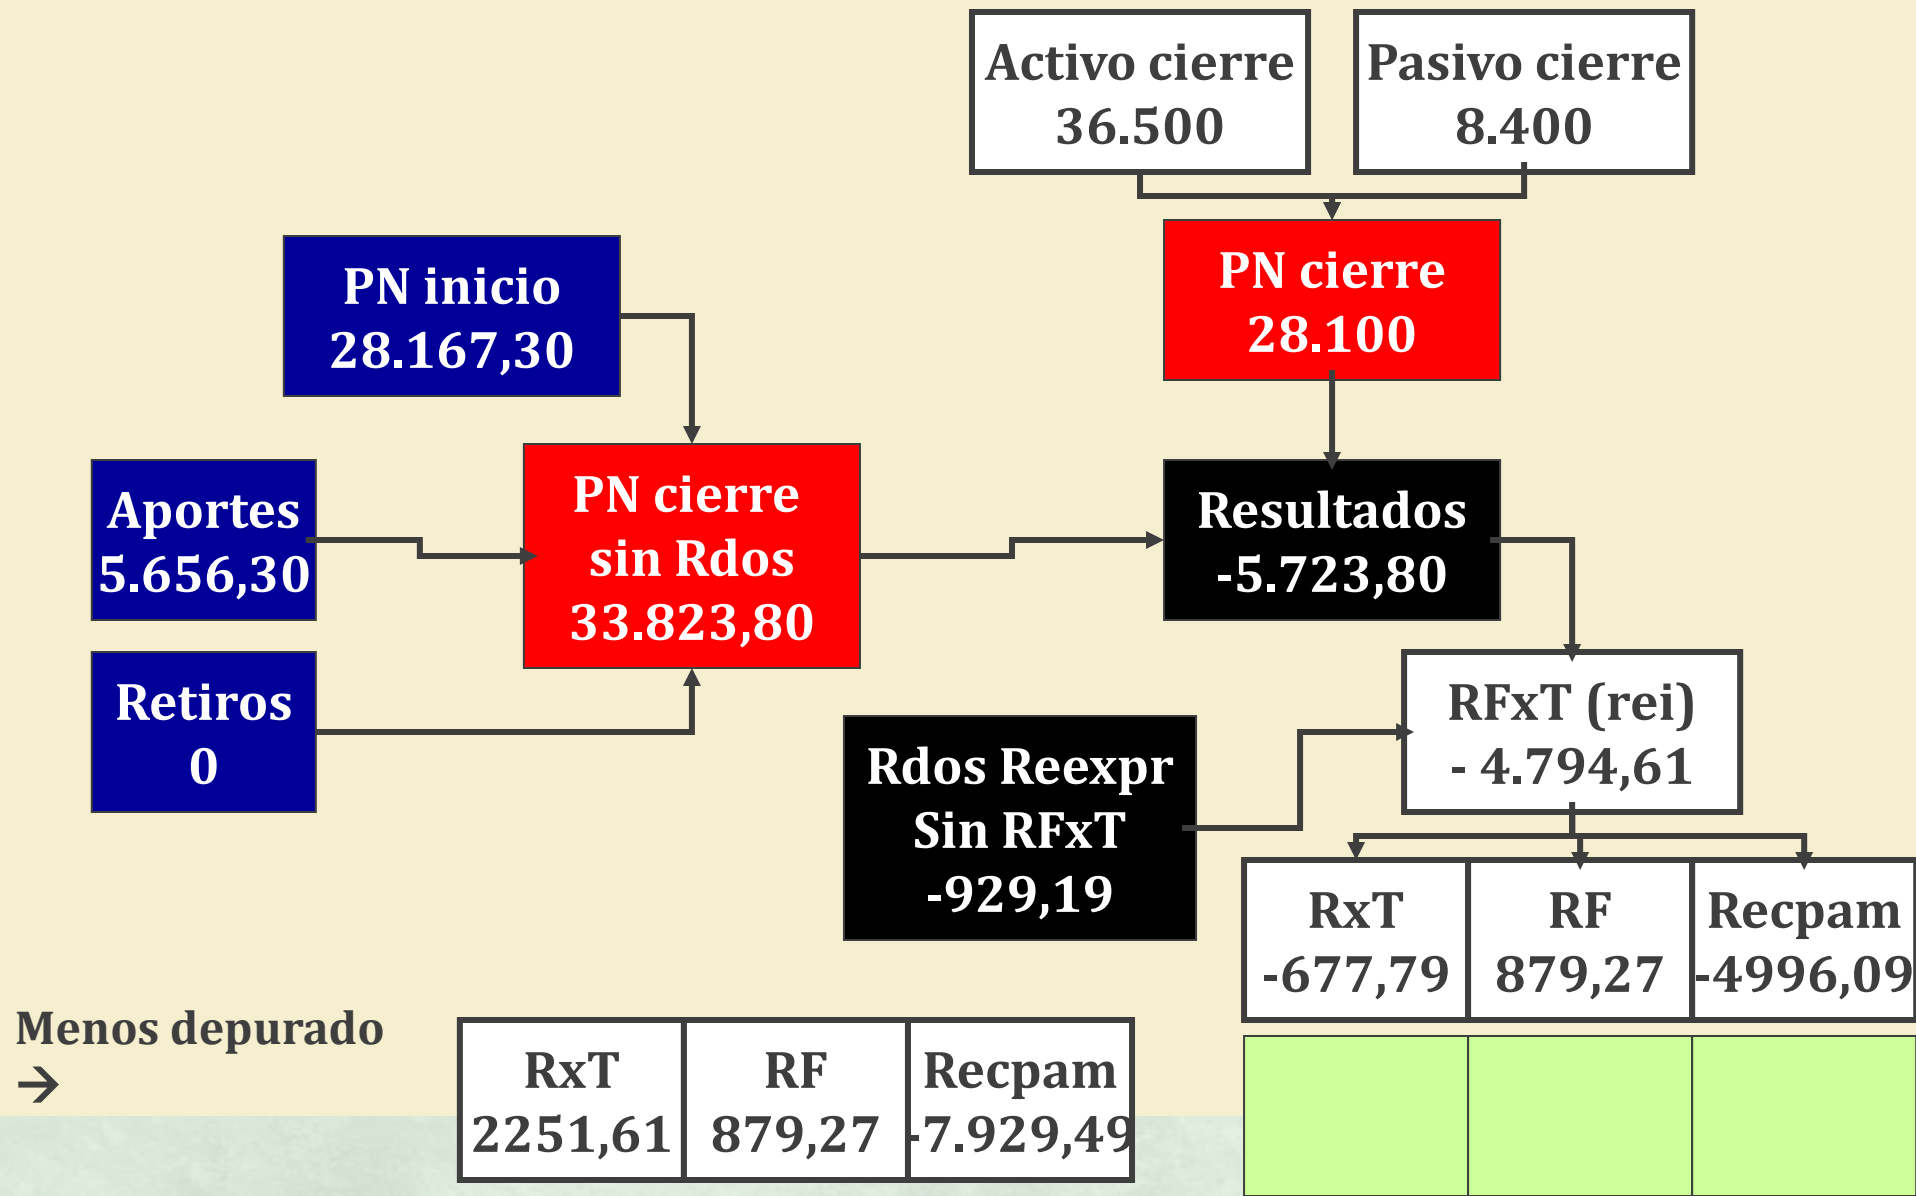 Activo cierre
36.500
Pasivo cierre
8.400
PN inicio
28.167,30
PN cierre
28.100
Aportes
5.656,30
PN cierre
sin Rdos
33.823,80
Resultados
-5.723,80
Retiros
0
Rdos Reexpr
Sin RFxT
-929,19
RFxT (rei)
- 4.794,61
RxT
-677,79
RF
879,27
Recpam
-4996,09
Menos depurado
→
RxT
2251,61
RF
879,27
Recpam
-7.929,49